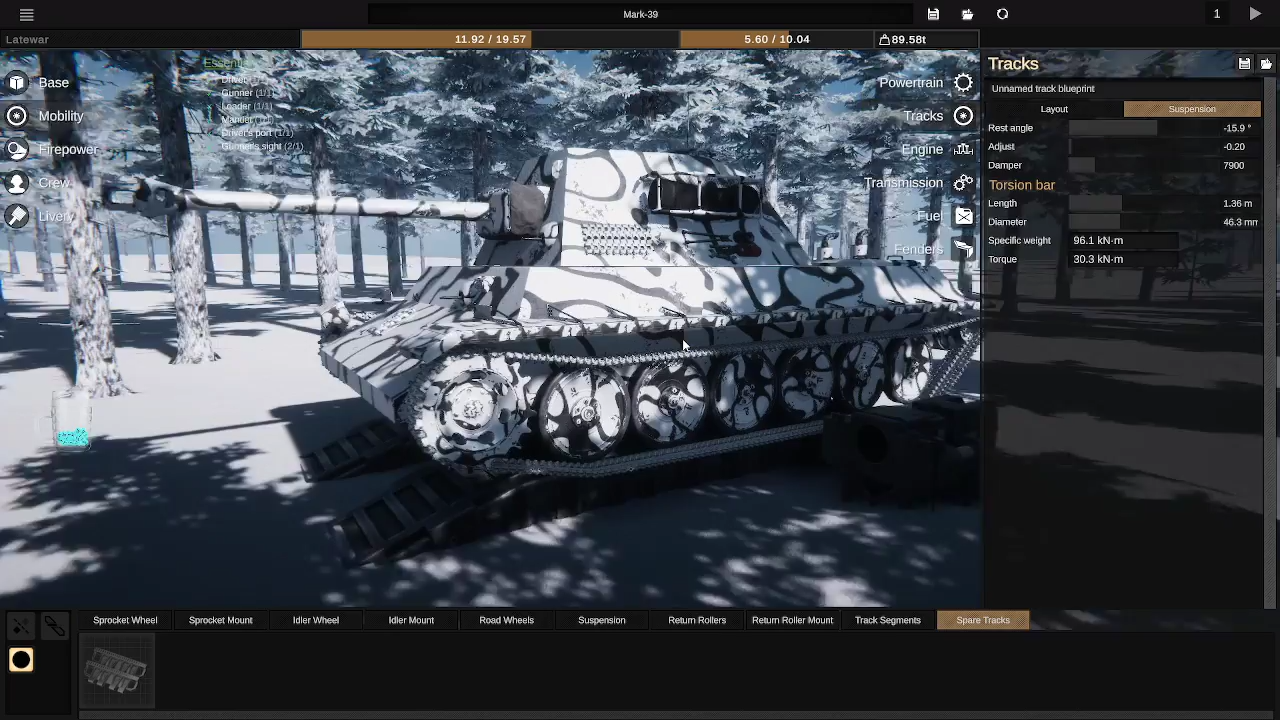 Mark-39
1
Latewar
11.92 / 19.57
5.60 / 10.04
89.58t
Base
Mobility
Firepower
Crew
Livery
Driver (1/1)
Gunner (1/1)
Loader (1/1)
Driver's port (1/1)
Gunner's sight (2/1)
Powertrain
Tracks
Engine
Transmission
Fuel
Fenders
Tracks
Unnamed track blueprint
Layout
Suspension
Rest angle
-15.9 °
Adjust
-0.20
Damper
7900
Torsion bar
Length
1.36 m
Diameter
46.3 mm
Specific weight
96.1 kN·m
Torque
30.3 kN·m
Sprocket Wheel
Sprocket Mount
Idler Wheel
Idler Mount
Road Wheels
Suspension
Return Rollers
Return Roller Mount
Track Segments
Spare Tracks